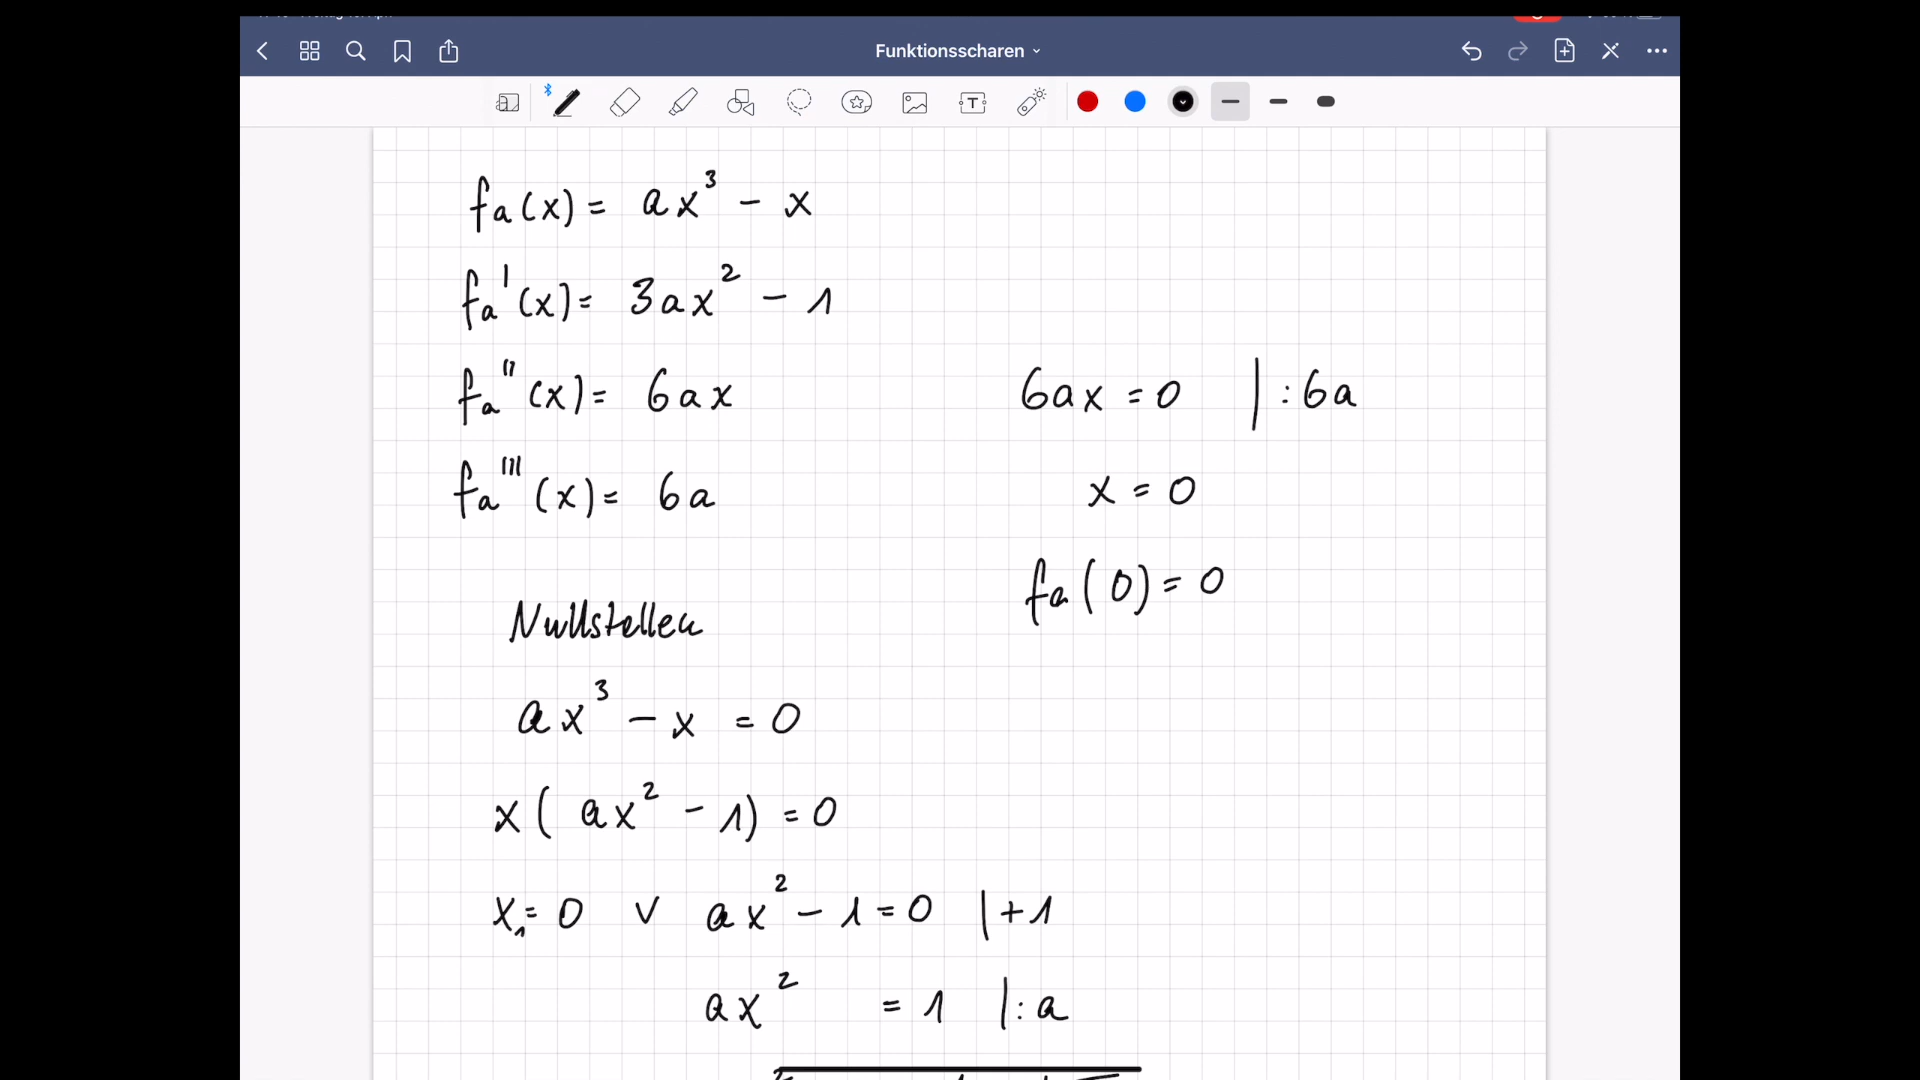 Funktionsscharen
T
fa(x) = ax³ - x
fa'(x) = 3ax² - 1
fa''(x) = 6ax
6ax = 0 | : 6a
fa'''(x) = 6a
x = 0
fa(0) = 0
Nullstellen
ax³ - x = 0
x( ax² - 1) = 0
x₁ = 0 ∨ ax² - 1 = 0 | +1
ax² = 1 | : a